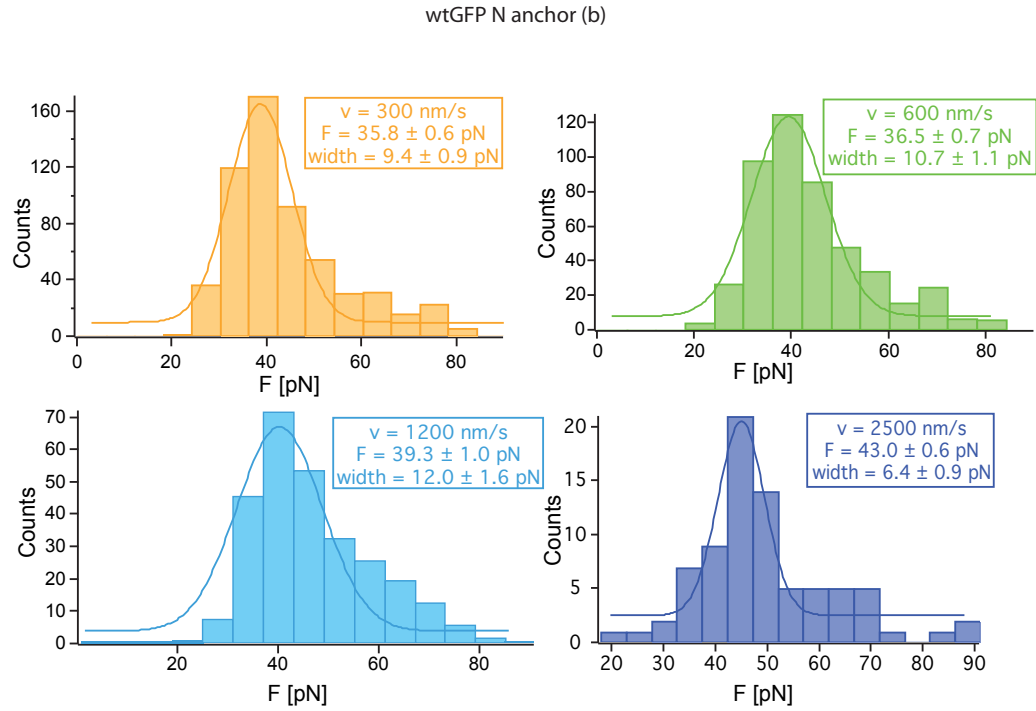 wtGFP N anchor (b)
v = 300 nm/s
F = 35.8 ± 0.6 pN
width = 9.4 ± 0.9 pN
Counts
160
120
80
40
0
0 20 40 60 80
F [pN]
v = 600 nm/s
F = 36.5 ± 0.7 pN
width = 10.7 ± 1.1 pN
Counts
120
100
80
60
40
20
0
0 20 40 60 80
F [pN]
v = 1200 nm/s
F = 39.3 ± 1.0 pN
width = 12.0 ± 1.6 pN
Counts
70
60
50
40
30
20
10
0
20 40 60 80
F [pN]
v = 2500 nm/s
F = 43.0 ± 0.6 pN
width = 6.4 ± 0.9 pN
Counts
20
15
10
5
0
20 30 40 50 60 70 80 90
F [pN]